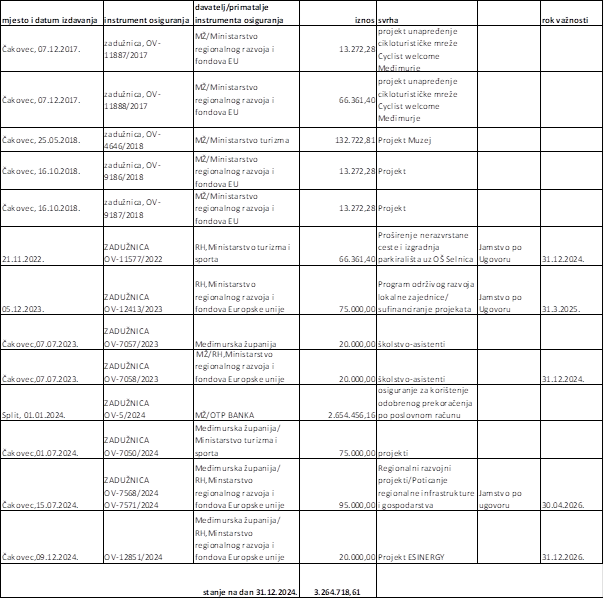 davatelj/primatalje
mjesto i datum izdavanja instrument osiguranja instrumenta osiguranja iznos svrha rok važnosti
Čakovec, 07.12.2017. zadužnica, OV-
11887/2017 MŽ/Ministarstvo
regionalnog razvoja i
fondova EU 13.272,28 projekt unapređenje
cikloturističke mreže
Cyclist welcome
Međimurje
Čakovec, 07.12.2017. zadužnica, OV-
11888/2017 MŽ/Ministarstvo
regionalnog razvoja i
fondova EU 66.361,40 projekt unapređenje
cikloturističke mreže
Cyclist welcome
Međimurje
Čakovec, 25.05.2018. zadužnica, OV-
4646/2018 MŽ/Ministarstvo turizma 132.722,81 Projekt Muzej
Čakovec, 16.10.2018. zadužnica, OV-
9186/2018 MŽ/Ministarstvo
regionalnog razvoja i
fondova EU 13.272,28 Projekt
Čakovec, 16.10.2018. zadužnica, OV-
9187/2018 MŽ/Ministarstvo
regionalnog razvoja i
fondova EU 13.272,28 Projekt
21.11.2022. ZADUŽNICA
OV-11577/2022 RH, Ministarstvo turizma i
sporta 66.361,40 Proširenje nerazvrstane
ceste i izgradnja
parkirališta uz OŠ Selnica Jamstvo po
Ugovoru 31.12.2024.
05.12.2023. ZADUŽNICA
OV-12413/2023 RH, Ministarstvo
regionalnog razvoja i
fondova Europske unije 75.000,00 Program održivog razvoja
lokalne zajednice/
sufinanciranje projekata Jamstvo po
Ugovoru 31.3.2025.
Čakovec,07.07.2023. ZADUŽNICA
OV-7057/2023 Međimurska županija 20.000,00 školstvo-asistenti
Čakovec,07.07.2023. ZADUŽNICA
OV-7058/2023 MŽ/RH,Ministarstvo
regionalnog razvoja i
fondova Europske unije 20.000,00 školstvo-asistenti 31.12.2024.
Split, 01.01.2024. ZADUŽNICA
OV-5/2024 MŽ/OTP BANKA 2.654.456,16 osiguranje za korištenje
odobrenog prekoračenja
po poslovnom računu
Čakovec,01.07.2024. ZADUŽNICA
OV-7050/2024 Međimurska županija/
Ministarstvo turizma i
sporta 75.000,00 projekti
Čakovec,15.07.2024. ZADUŽNICA
OV-7568/2024
OV-7571/2024 Međimurska županija/
RH, Minstarstvo
regionalnog razvoja i
fondova Europske unije 95.000,00 Regionalni razvojni
projekti/Poticanje
regionalne infrastrukture
i gospodarstva Jamstvo po
ugovoru 30.04.2026.
Čakovec,09.12.2024. OV-12851/2024 Međimurska županija/
RH, Minstarstvo
regionalnog razvoja i
fondova Europske unije 20.000,00 Projekt ESINERGY 31.12.2026.
stanje na dan 31.12.2024. 3.264.718,61